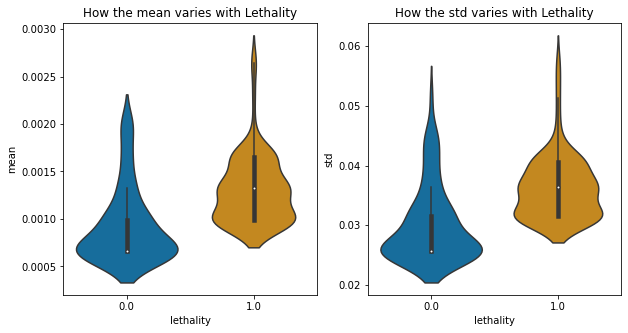 How the mean varies with Lethality
mean
0.0030
0.0025
0.0020
0.0015
0.0010
0.0005
0.0
1.0
lethality
How the std varies with Lethality
std
0.06
0.05
0.04
0.03
0.02
0.0
1.0
lethality